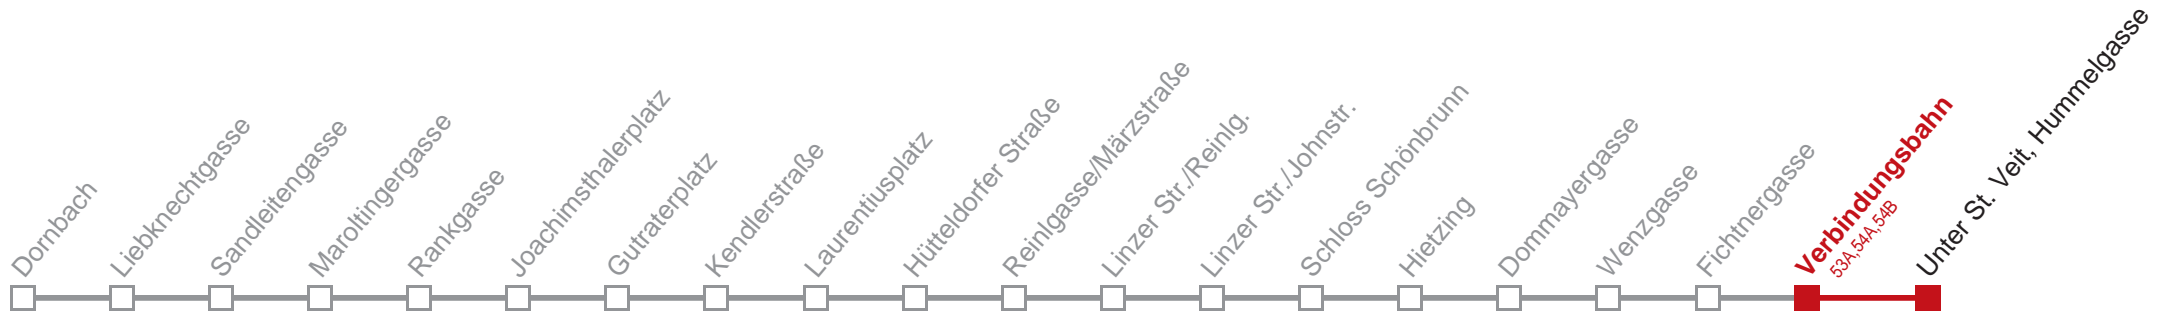 Dornbach
Liebknechtgasse
Sandleitengasse
Maroltingergasse
Rankgasse
Joachimsthalerplatz
Gutraterplatz
Kendlerstraße
Laurentiusplatz
Hütteldorfer Straße
Reinlgasse/Märzstraße
Linzer Str./Reinlg.
Linzer Str./Johnstr.
Schloss Schönbrunn
Hietzing
Dommayergasse
Wenzgasse
Fichtnergasse
Verbindungsbahn
53A,54A,54B
Unter St. Veit, Hummelgasse